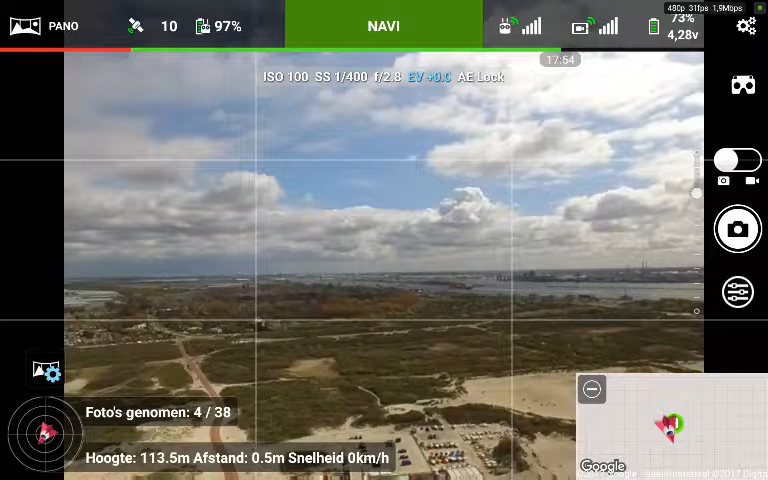 480p 31fips 1,9Mbps
PANO
10
97%
NAVI
73%
4,28v
17:54
ISO 100 SS 1/400 f/2.8 EV +0.0 AE Lock
Foto's genomen: 4 / 38
Hoogte: 113.5m Afstand: 0.5m Snelheid 0km/h
Google